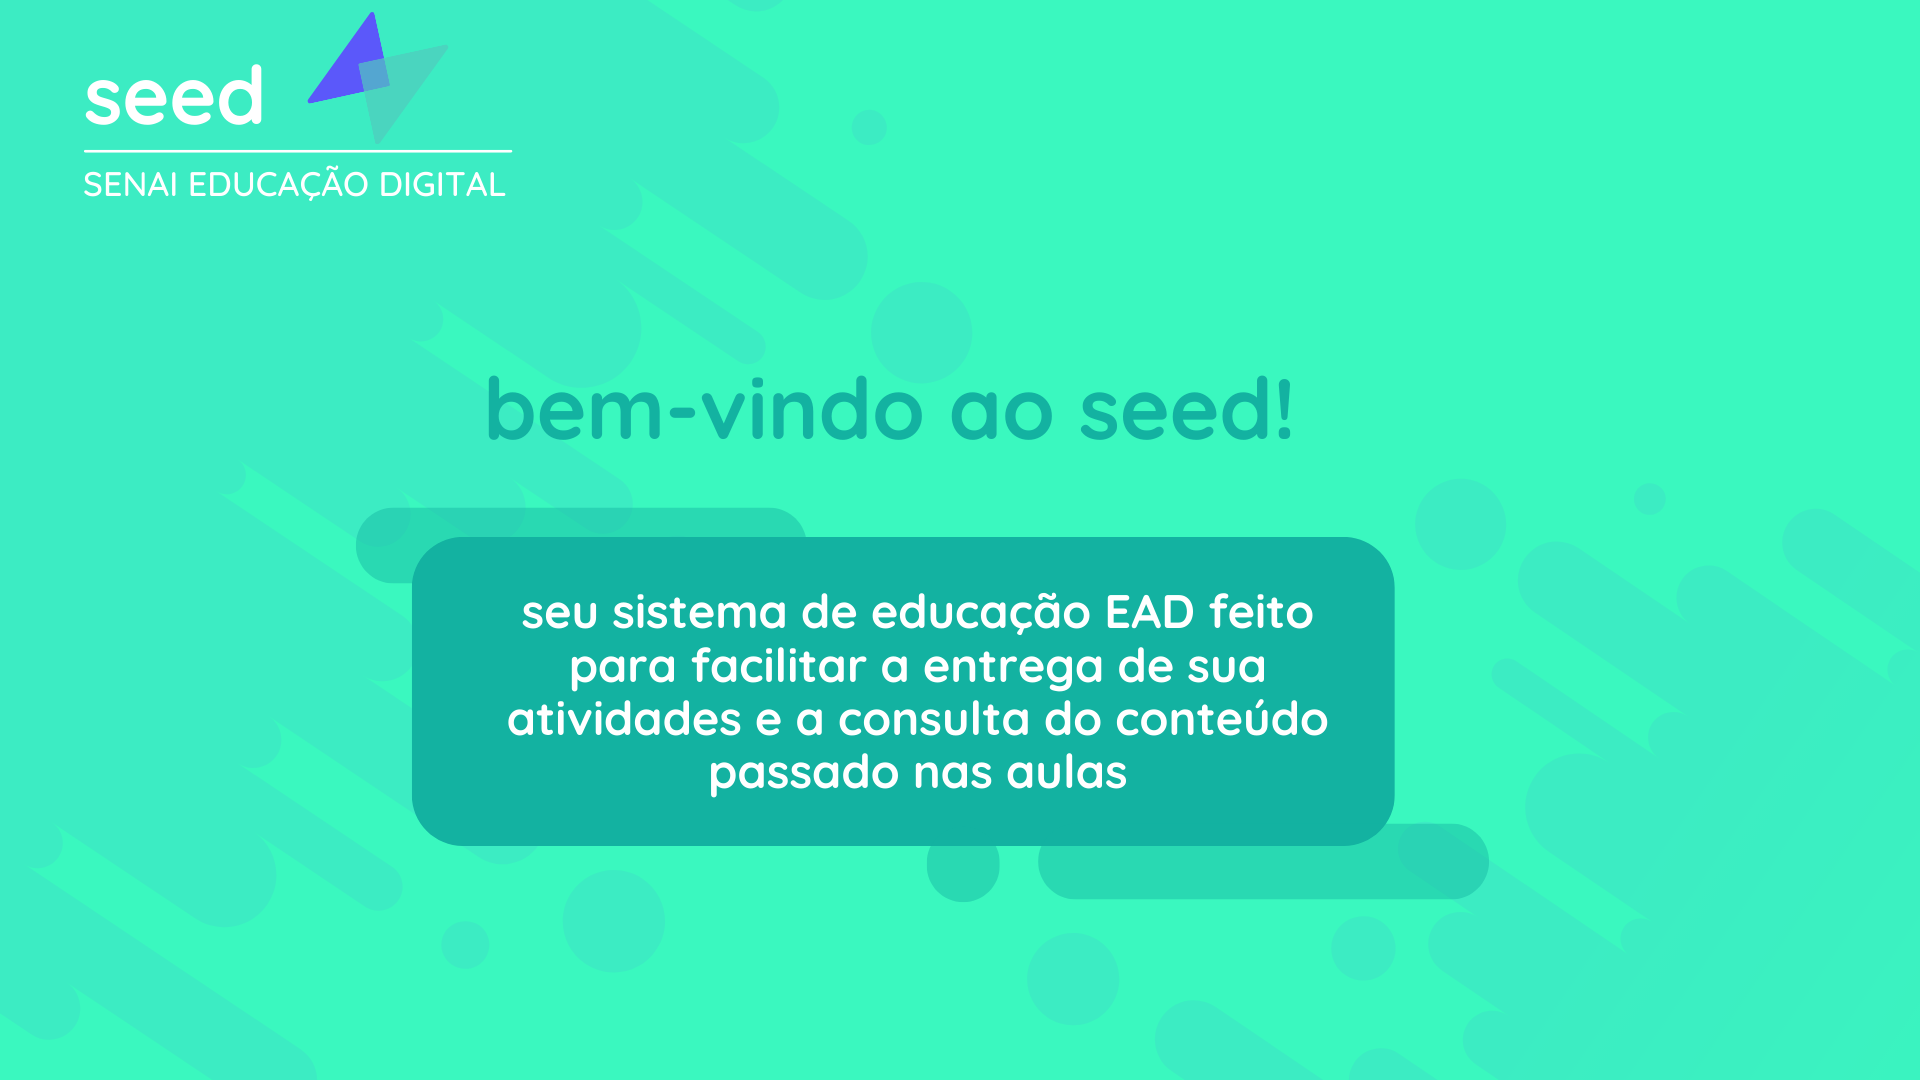 seed
SENAI EDUCAÇÃO DIGITAL
bem-vindo ao seed!
seu sistema de educação EAD feito
para facilitar a entrega de sua
atividades e a consulta do conteúdo
passado nas aulas